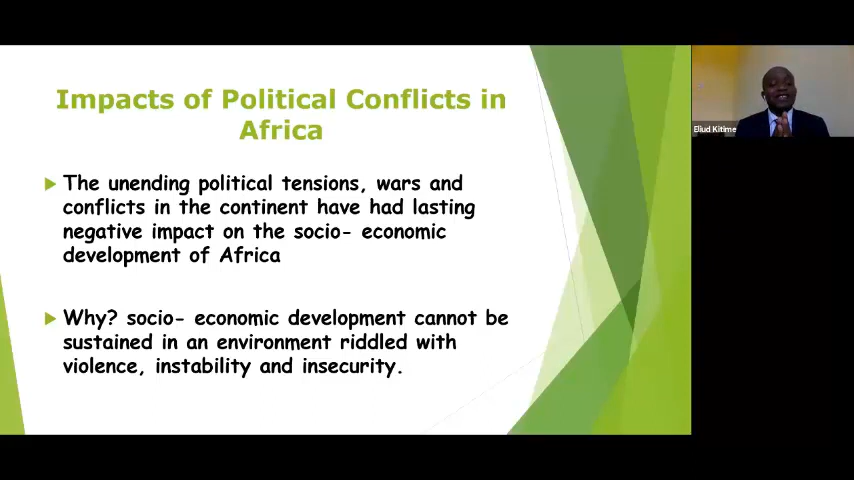 Impacts of Political Conflicts in
Africa
The unending political tensions, wars and
conflicts in the continent have had lasting
negative impact on the socio- economic
development of Africa
Why? socio- economic development cannot be
sustained in an environment riddled with
violence, instability and insecurity.
Eliud Kitime